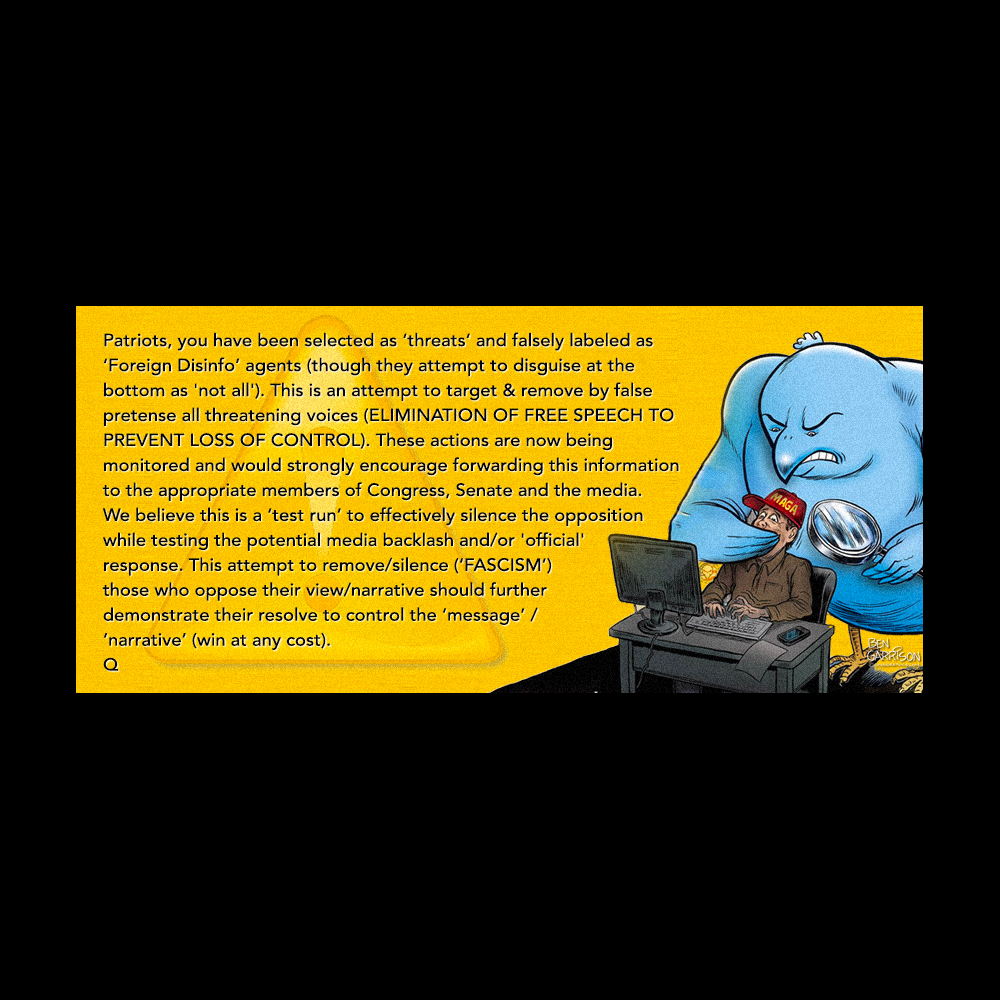 Patriots, you have been selected as ‘threats’ and falsely labeled as
‘Foreign Disinfo’ agents (though they attempt to disguise at the
bottom as 'not all'). This is an attempt to target & remove by false
pretense all threatening voices (ELIMINATION OF FREE SPEECH TO
PREVENT LOSS OF CONTROL). These actions are now being
monitored and would strongly encourage forwarding this information
to the appropriate members of Congress, Senate and the media.
We believe this is a ‘test run’ to effectively silence the opposition
while testing the potential media backlash and/or 'official'
response. This attempt to remove/silence (‘FASCISM’)
those who oppose their view/narrative should further
demonstrate their resolve to control the ‘message’ /
‘narrative’ (win at any cost).
Q
MAGA
BEN
GARRISON